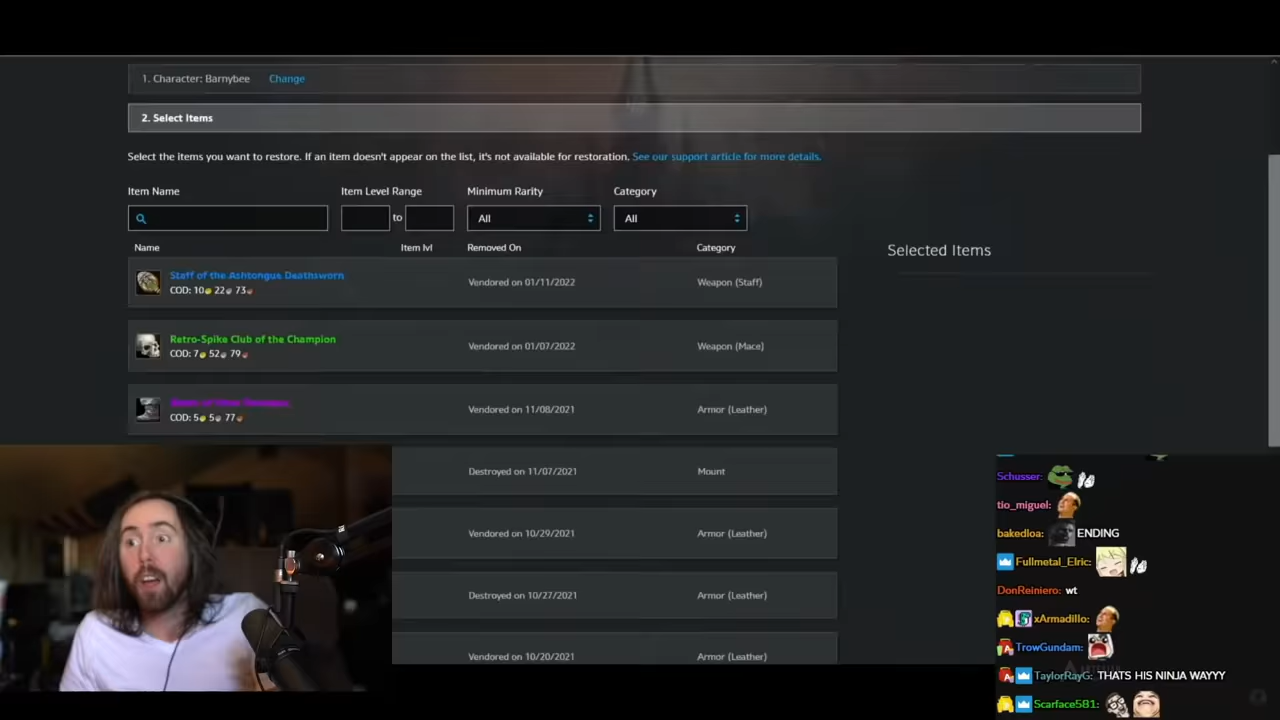 1. Character: Barnybee Change
2. Select Items
Select the items you want to restore. If an item doesn't appear on the list, it's not available for restoration. See our support article for more details.
Item Name Item Level Range Minimum Rarity Category
to All All
Name Item lvl Removed On Category
Selected Items
Staff of the Ashtongue Deathsworn
COD: 10 22 73 Vendored on 01/11/2022 Weapon (Staff)
Retro-Spike Club of the Champion
COD: 7 52 79 Vendored on 01/07/2022 Weapon (Mace)
COD: 5 5 77 Vendored on 11/08/2021 Armor (Leather)
Destroyed on 11/07/2021 Mount
Vendored on 10/29/2021 Armor (Leather)
Destroyed on 10/27/2021 Armor (Leather)
Vendored on 10/20/2021 Armor (Leather)
Schusser:
tio_miguel:
bakedloa: ENDING
Fullmetal_Elric:
DonReiniero: wt
xArmadillo:
TrowGundam:
TaylorRayG: THATS HIS NINJA WAYYY
Scarface581: